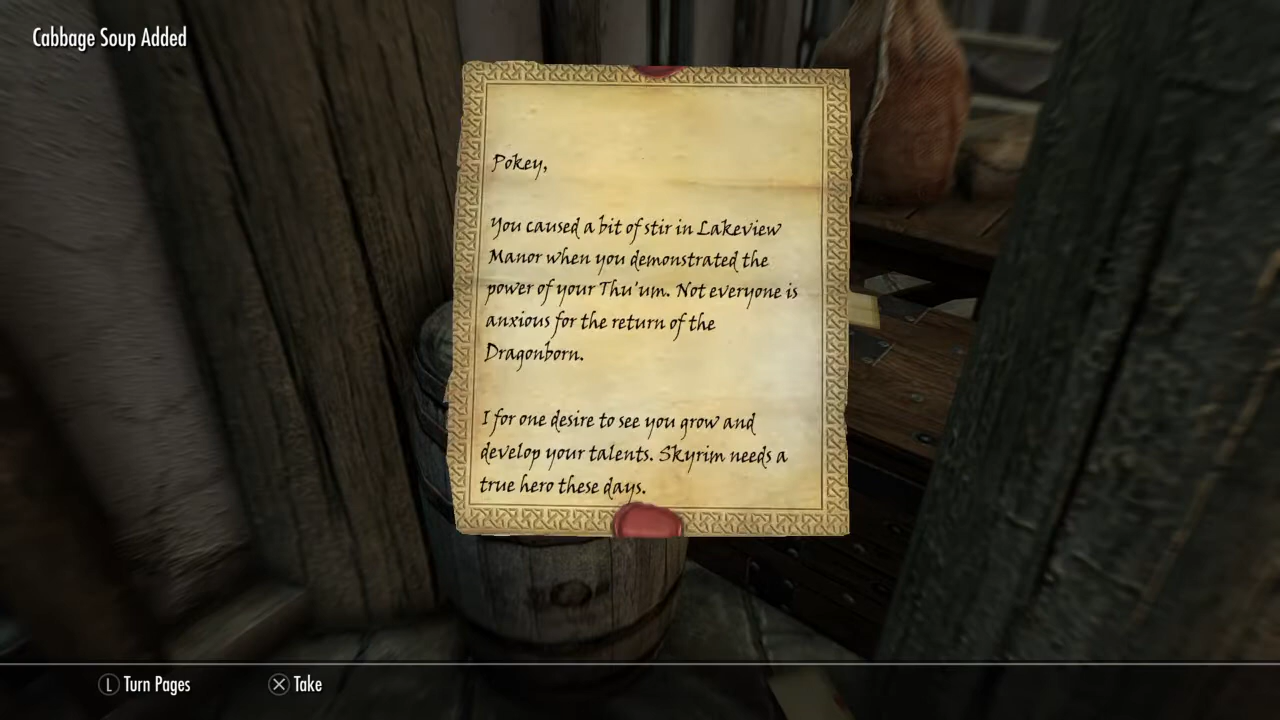 Cabbage Soup Added
Pokey,
You caused a bit of stir in Lakeview
Manor when you demonstrated the
power of your Thu'um. Not everyone is
anxious for the return of the
Dragonborn.
I for one desire to see you grow and
develop your talents. Skyrim needs a
true hero these days.
L Turn Pages
X Take